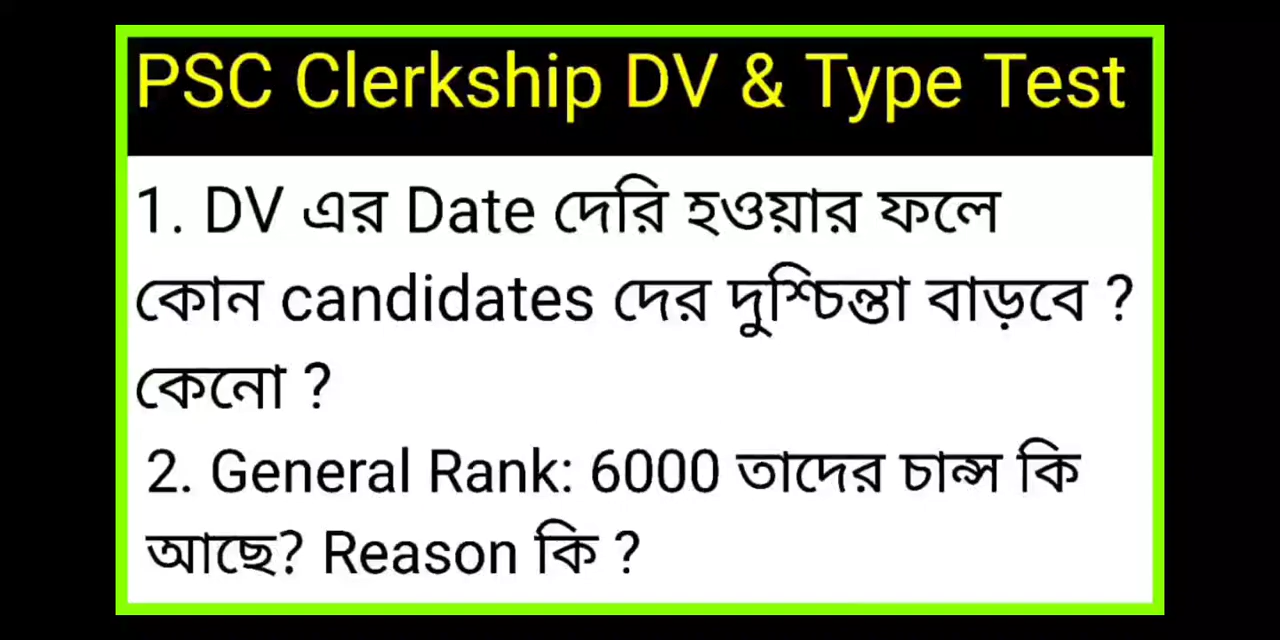 PSC Clerkship DV & Type Test
1. DV এর Date দেরি হওয়ার ফলে
কোন candidates দের দুশ্চিন্তা বাড়বে ?
কেনো ?
2. General Rank: 6000 তাদের চান্স কি
আছে? Reason কি ?